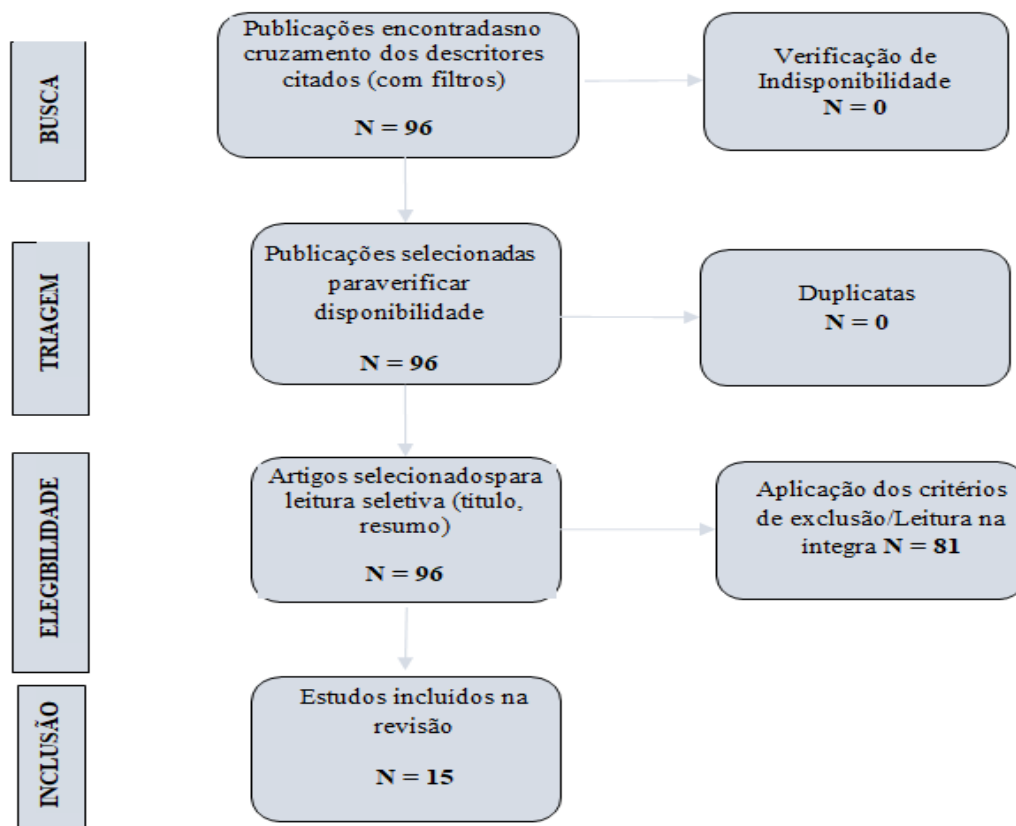 BUSCA
Publicações encontradasno
cruzamento dos descritores
citados (com filtros)
N = 96
Verificação de
Indisponibilidade
N = 0
TRIAGEM
Publicações selecionadas
paraverificar
disponibilidade
N = 96
Duplicatas
N = 0
ELEGIBILIDADE
Artigos selecionadospara
leitura seletiva (titulo,
resumo)
N = 96
Aplicação dos critérios
de exclusão/Leitura na
integra N = 81
INCLUSÃO
Estudos incluidos na
revisão
N = 15